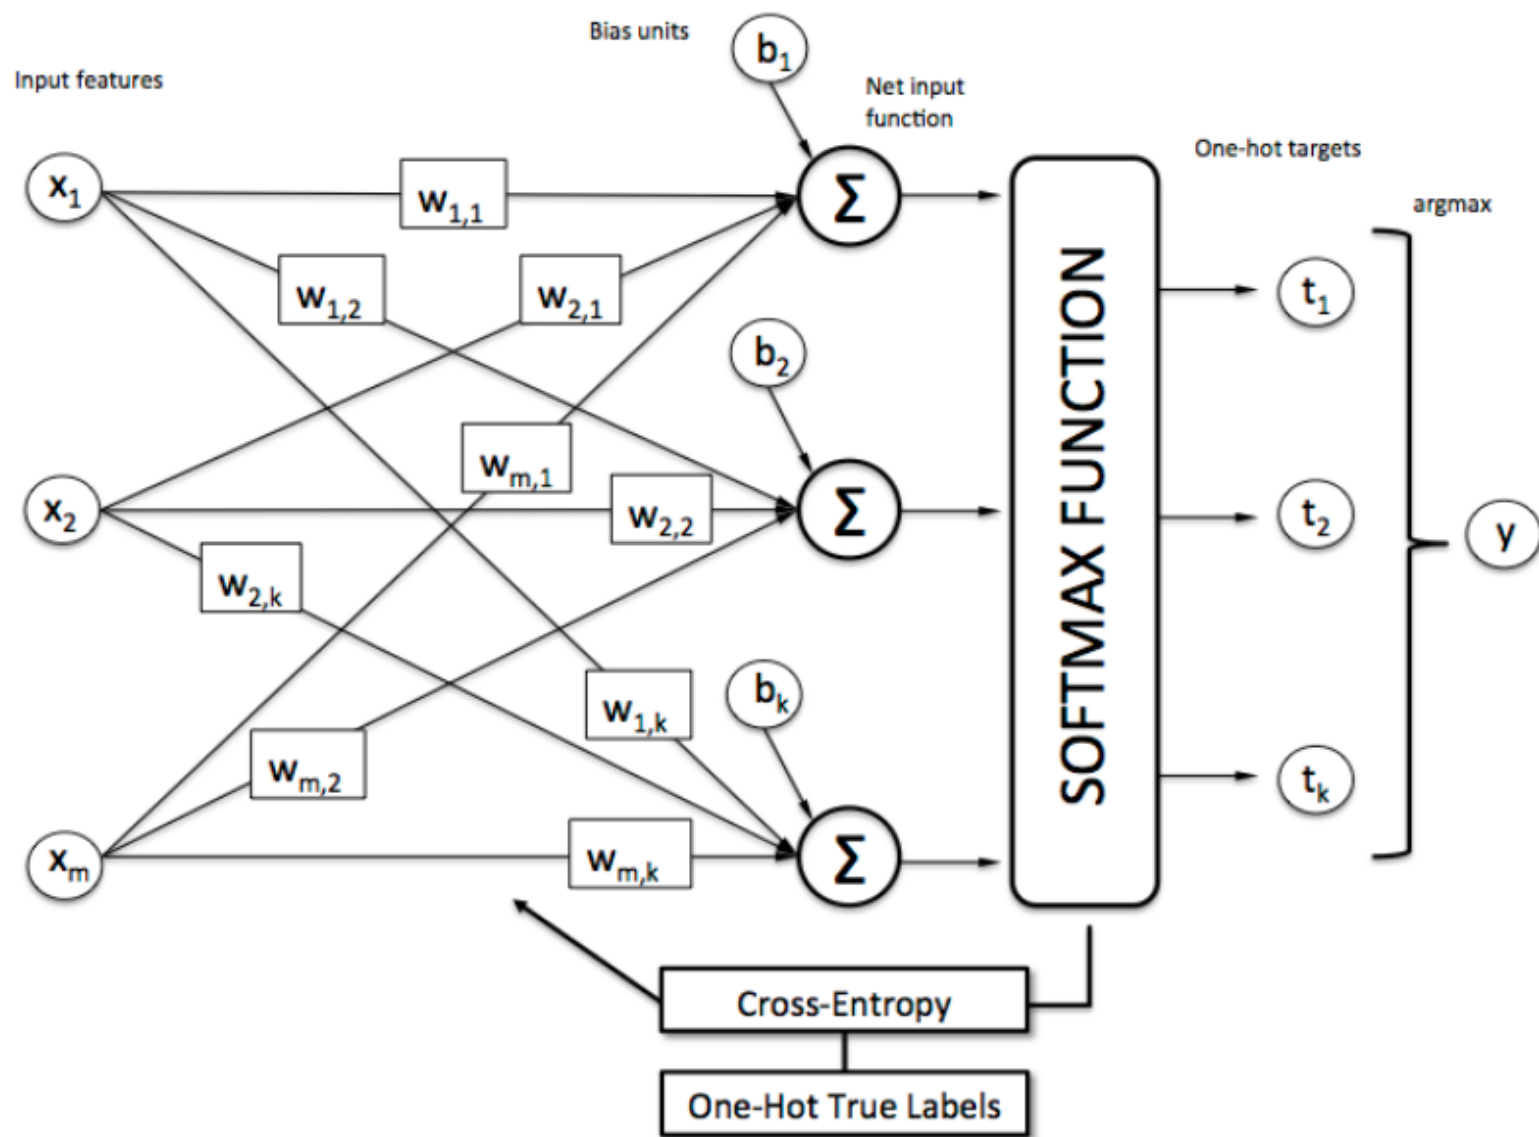 Bias units
b1
Input features
Net input
function
x1
w1,1
Σ
One-hot targets
argmax
w1,2
w2,1
t1
b2
wm,1
x2
w2,2
Σ
t2
y
w2,k
bk
w1,k
wm,2
tk
xm
wm,k
Σ
SOFTMAX FUNCTION
Cross-Entropy
One-Hot True Labels